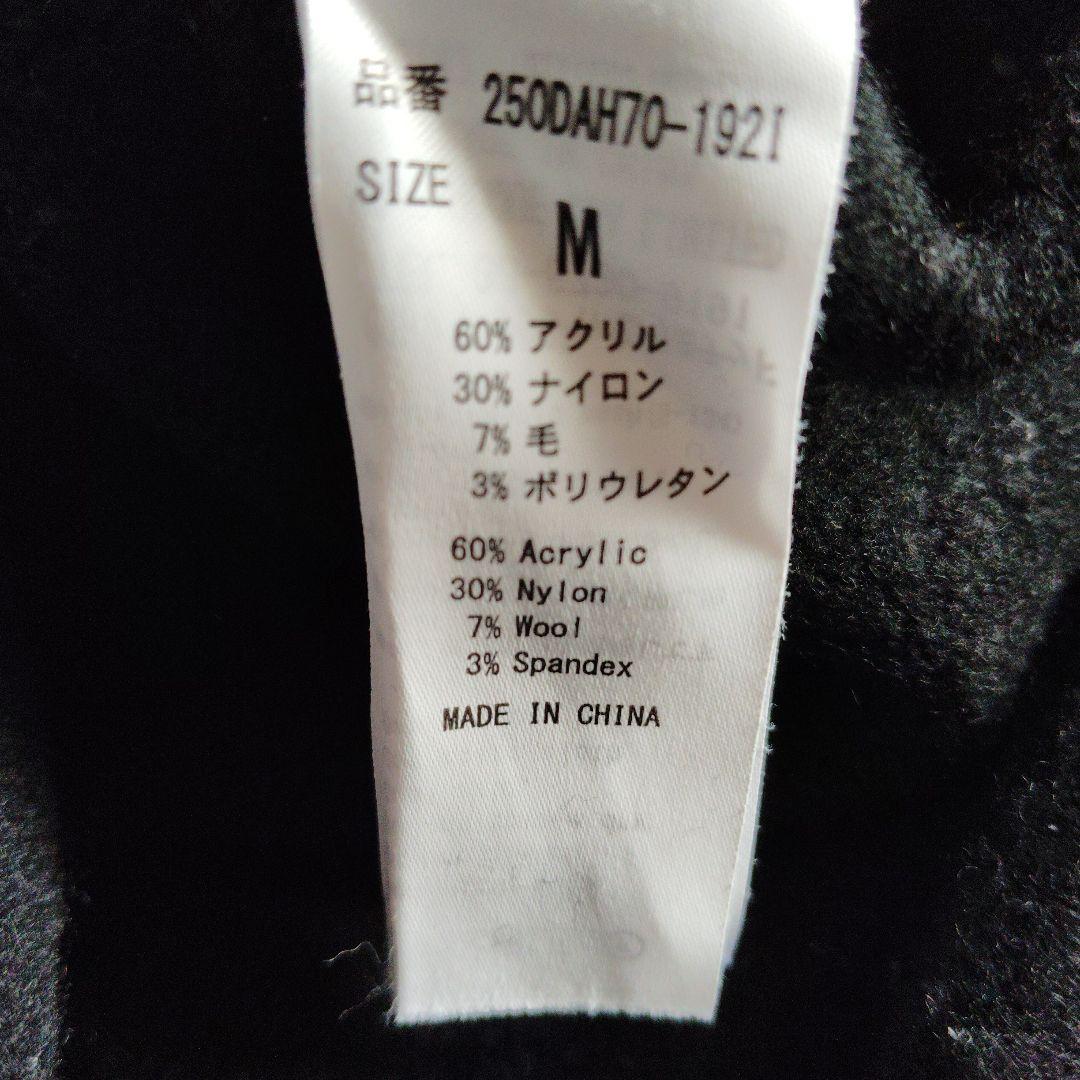 品番 250DAH70-192I
SIZE
M
60% アクリル
30% ナイロン
7% 毛
3% ポリウレタン
60% Acrylic
30% Nylon
7% Wool
3% Spandex
MADE IN CHINA